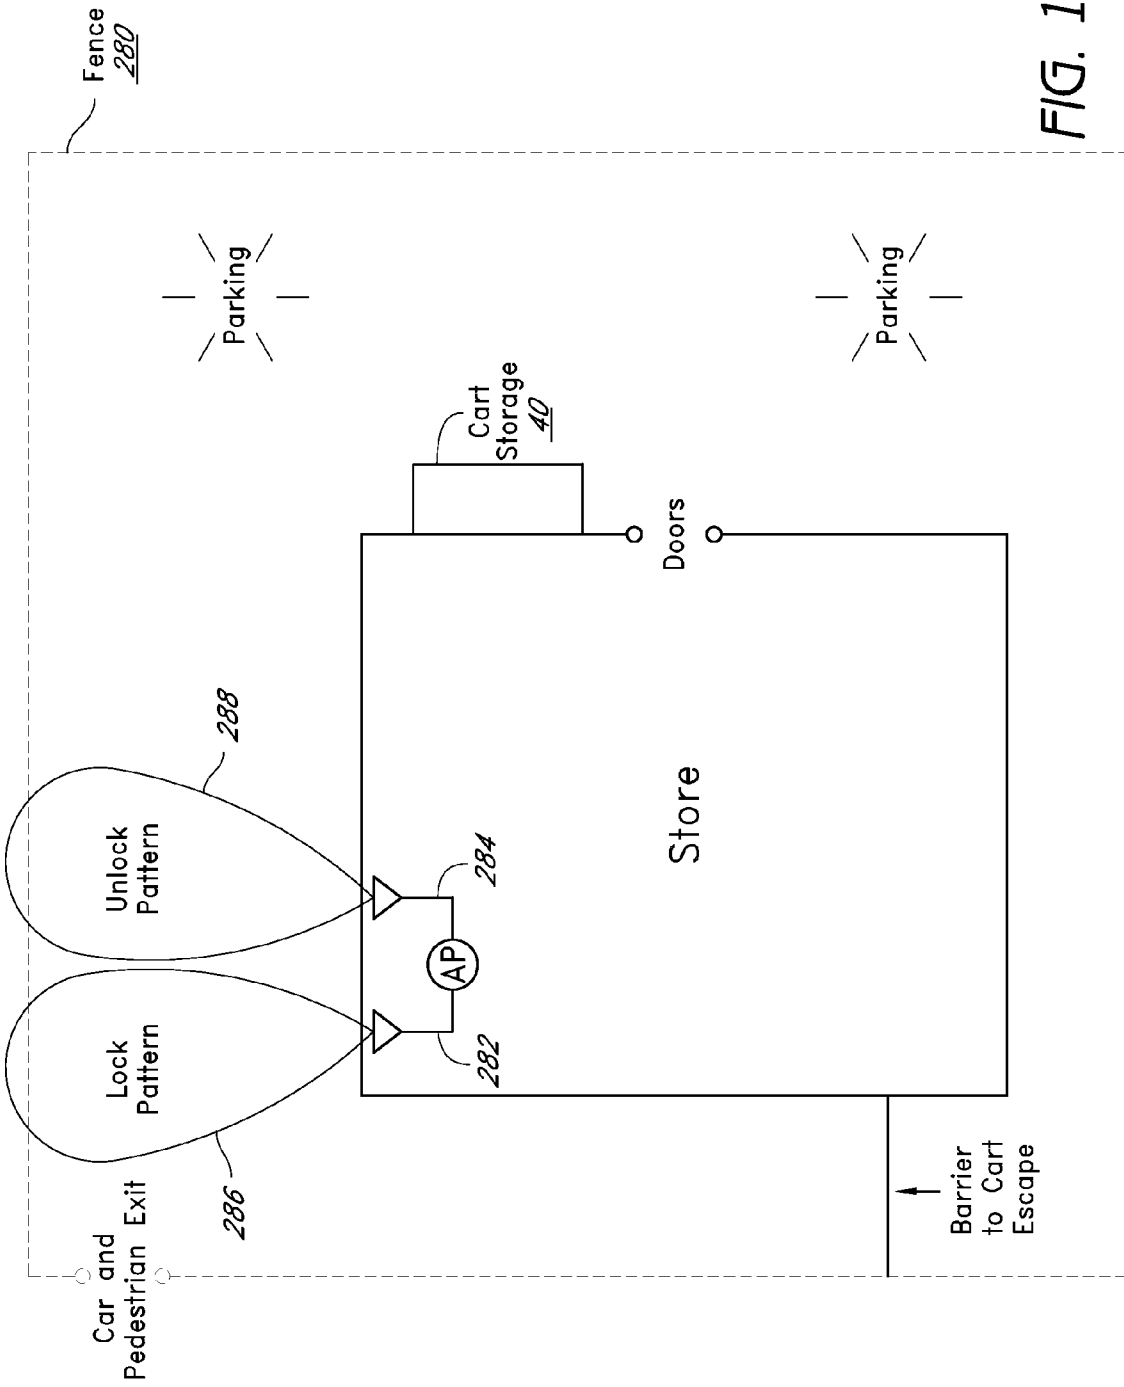 Fence
280
Parking
Parking
Cart
Storage
40
Doors
288
Unlock
Pattern
284
Store
AP
Lock
Pattern
282
286
Car and
Pedestrian Exit
Barrier
to Cart
Escape
FIG. 1